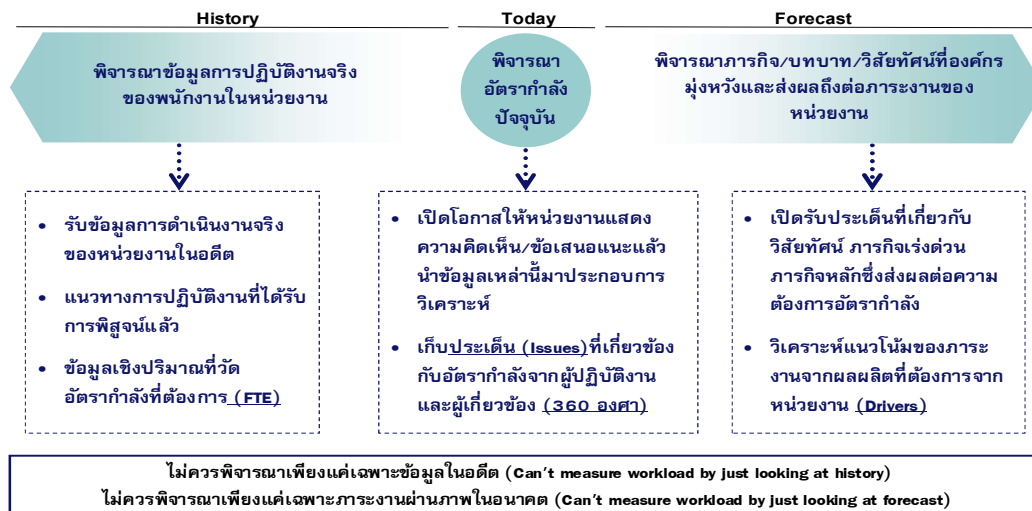 History
Today
Forecast
พิจารณาข้อมูลการปฏิบัติงานจริง
ของพนักงานในหน่วยงาน
พิจารณา
อัตรากำลัง
ปัจจุบัน
พิจารณาภารกิจ/บทบาท/วิสัยทัศน์ที่องค์กร
มุ่งหวังและส่งผลถึงต่อภาระงานของ
หน่วยงาน
• รับข้อมูลการดำเนินงานจริง
ของหน่วยงานในอดีต
• แนวทางการปฏิบัติงานที่ได้รับ
การพิสูจน์แล้ว
• ข้อมูลเชิงปริมาณที่วัด
อัตรากำลังที่ต้องการ (FTE)
• เปิดโอกาสให้หน่วยงานแสดง
ความคิดเห็น/ข้อเสนอแนะแล้ว
นำข้อมูลเหล่านี้มาประกอบการ
วิเคราะห์
• เก็บประเด็น (Issues)ที่เกี่ยวข้อง
กับอัตรากำลังจากผู้ปฏิบัติงาน
และผู้เกี่ยวข้อง (360 องศา)
• เปิดรับประเด็นที่เกี่ยวกับ
วิสัยทัศน์ ภารกิจเร่งด่วน
ภารกิจหลักซึ่งส่งผลต่อความ
ต้องการอัตรากำลัง
• วิเคราะห์แนวโน้มของภาระ
งานจากผลผลิตที่ต้องการจาก
หน่วยงาน (Drivers)
ไม่ควรพิจารณาเพียงแค่เฉพาะข้อมูลในอดีต (Can't measure workload by just looking at history)
ไม่ควรพิจารณาเพียงแค่เฉพาะภาระงานผ่านภาพในอนาคต (Can't measure workload by just looking at forecast)